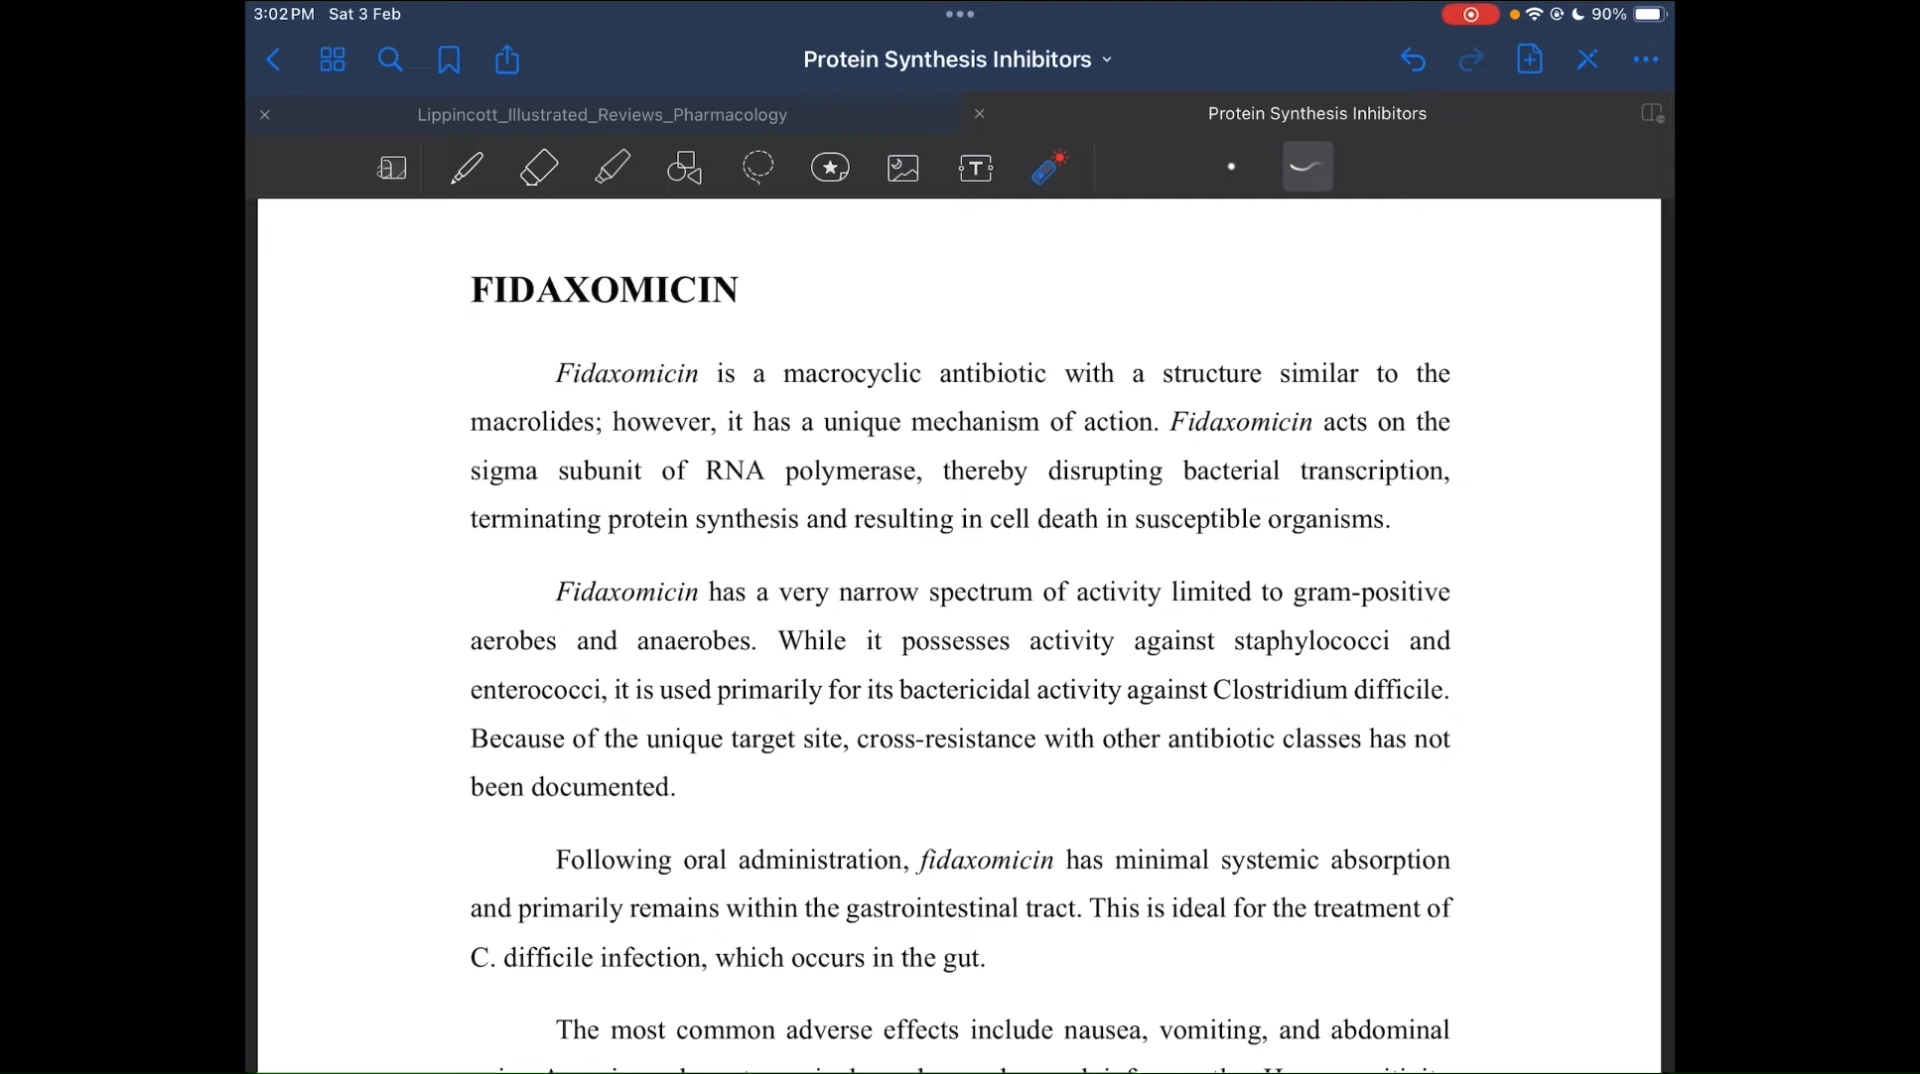 3:02 PM Sat 3 Feb
90%
Protein Synthesis Inhibitors
Lippincott_Illustrated_Reviews_Pharmacology
Protein Synthesis Inhibitors
FIDAXOMICIN
Fidaxomicin is a macrocyclic antibiotic with a structure similar to the
macrolides; however, it has a unique mechanism of action. Fidaxomicin acts on the
sigma subunit of RNA polymerase, thereby disrupting bacterial transcription,
terminating protein synthesis and resulting in cell death in susceptible organisms.
Fidaxomicin has a very narrow spectrum of activity limited to gram-positive
aerobes and anaerobes. While it possesses activity against staphylococci and
enterococci, it is used primarily for its bactericidal activity against Clostridium difficile.
Because of the unique target site, cross-resistance with other antibiotic classes has not
been documented.
Following oral administration, fidaxomicin has minimal systemic absorption
and primarily remains within the gastrointestinal tract. This is ideal for the treatment of
C. difficile infection, which occurs in the gut.
The most common adverse effects include nausea, vomiting, and abdominal